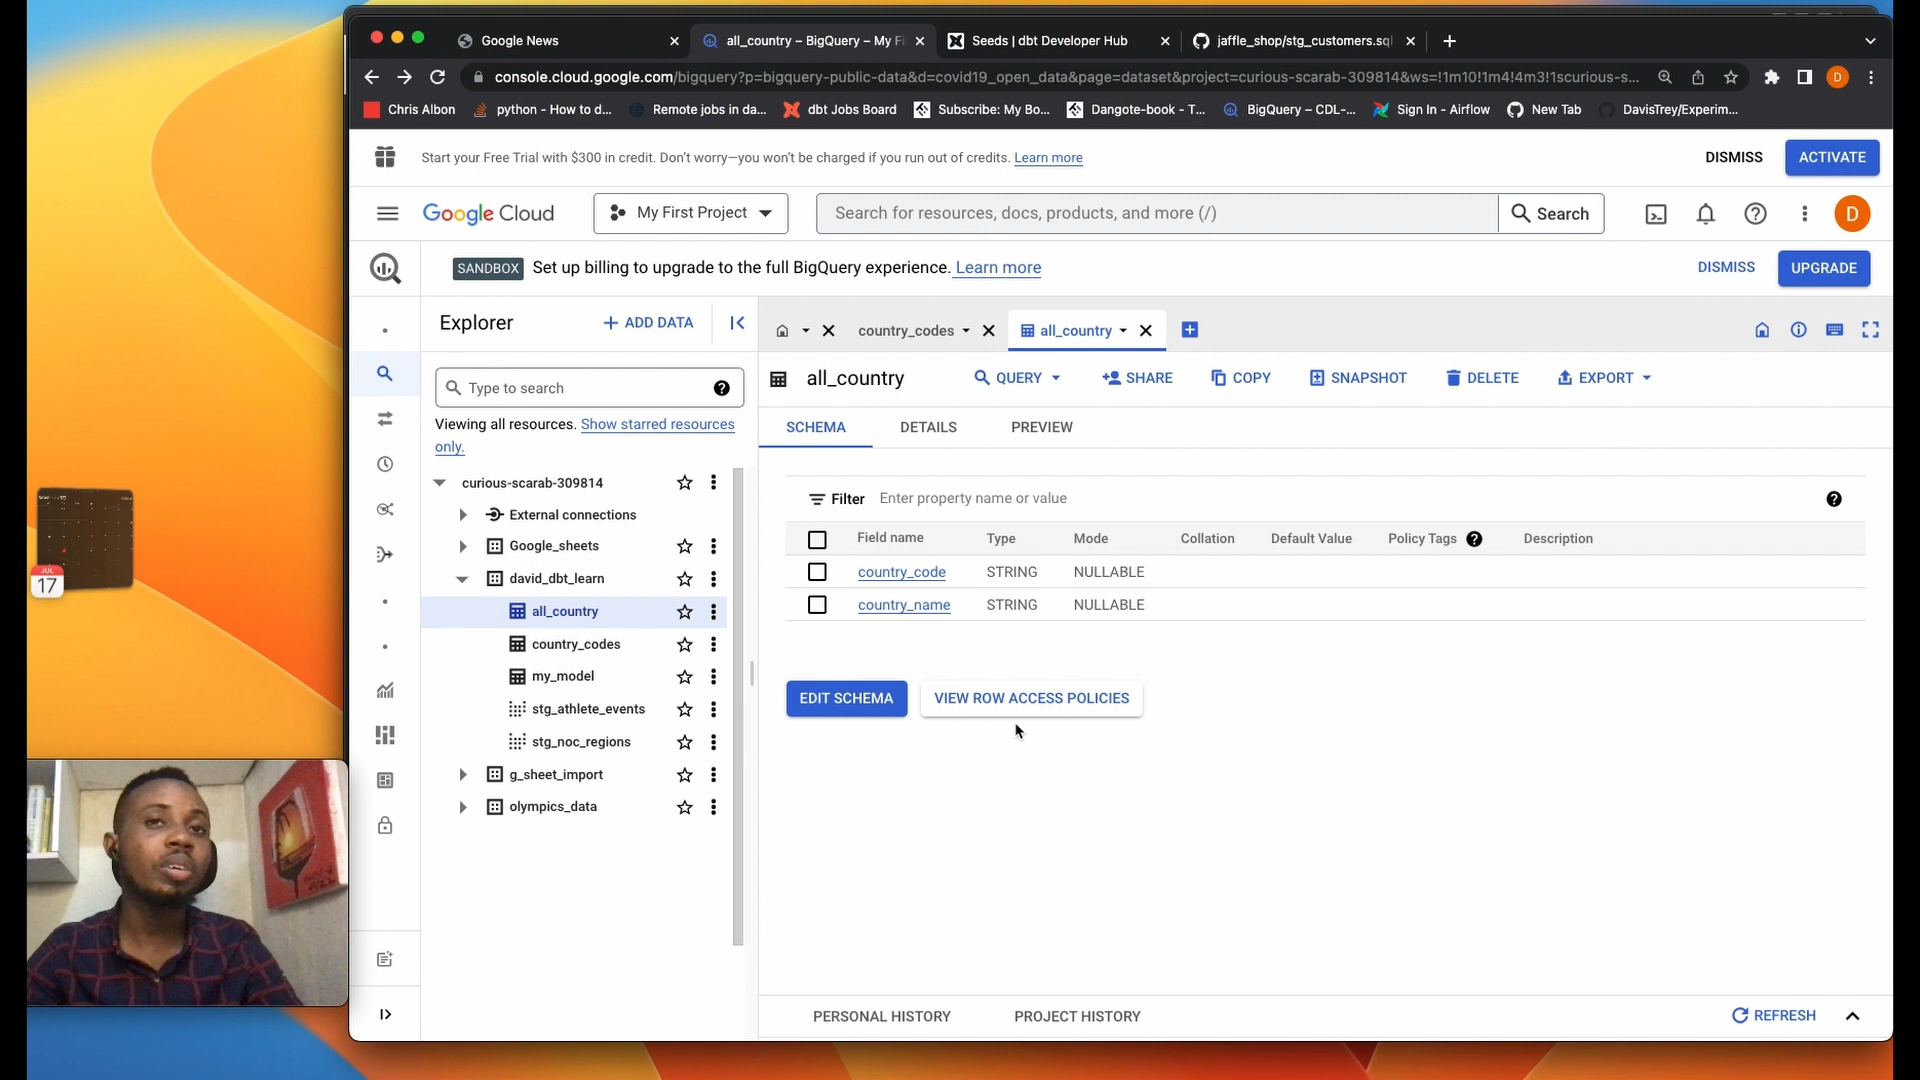 Google News
all_country – BigQuery – My Fi
Seeds | dbt Developer Hub
jaffle_shop/stg_customers.sql
console.cloud.google.com/bigquery?p=bigquery-public-data&d=covid19_open_data&page=dataset&project=curious-scarab-309814&ws=!1m10!1m4!4m3!1scurious-s...
D
Chris Albon
python - How to d...
Remote jobs in da...
dbt Jobs Board
Subscribe: My Bo...
Dangote-book - T...
BigQuery – CDL-...
Sign In - Airflow
New Tab
DavisTrey/Experim...
Start your Free Trial with $300 in credit. Don't worry—you won't be charged if you run out of credits. Learn more
DISMISS
ACTIVATE
Google Cloud
My First Project
Search for resources, docs, products, and more (/)
Search
D
SANDBOX Set up billing to upgrade to the full BigQuery experience. Learn more
DISMISS
UPGRADE
Explorer
+ ADD DATA
country_codes
all_country
Type to search
Viewing all resources. Show starred resources
only.
curious-scarab-309814
External connections
Google_sheets
david_dbt_learn
all_country
country_codes
my_model
stg_athlete_events
stg_noc_regions
g_sheet_import
olympics_data
all_country
QUERY
SHARE
COPY
SNAPSHOT
DELETE
EXPORT
SCHEMA
DETAILS
PREVIEW
Filter Enter property name or value
Field name Type Mode Collation Default Value Policy Tags Description
country_code STRING NULLABLE
country_name STRING NULLABLE
EDIT SCHEMA
VIEW ROW ACCESS POLICIES
PERSONAL HISTORY
PROJECT HISTORY
REFRESH
JUL
17